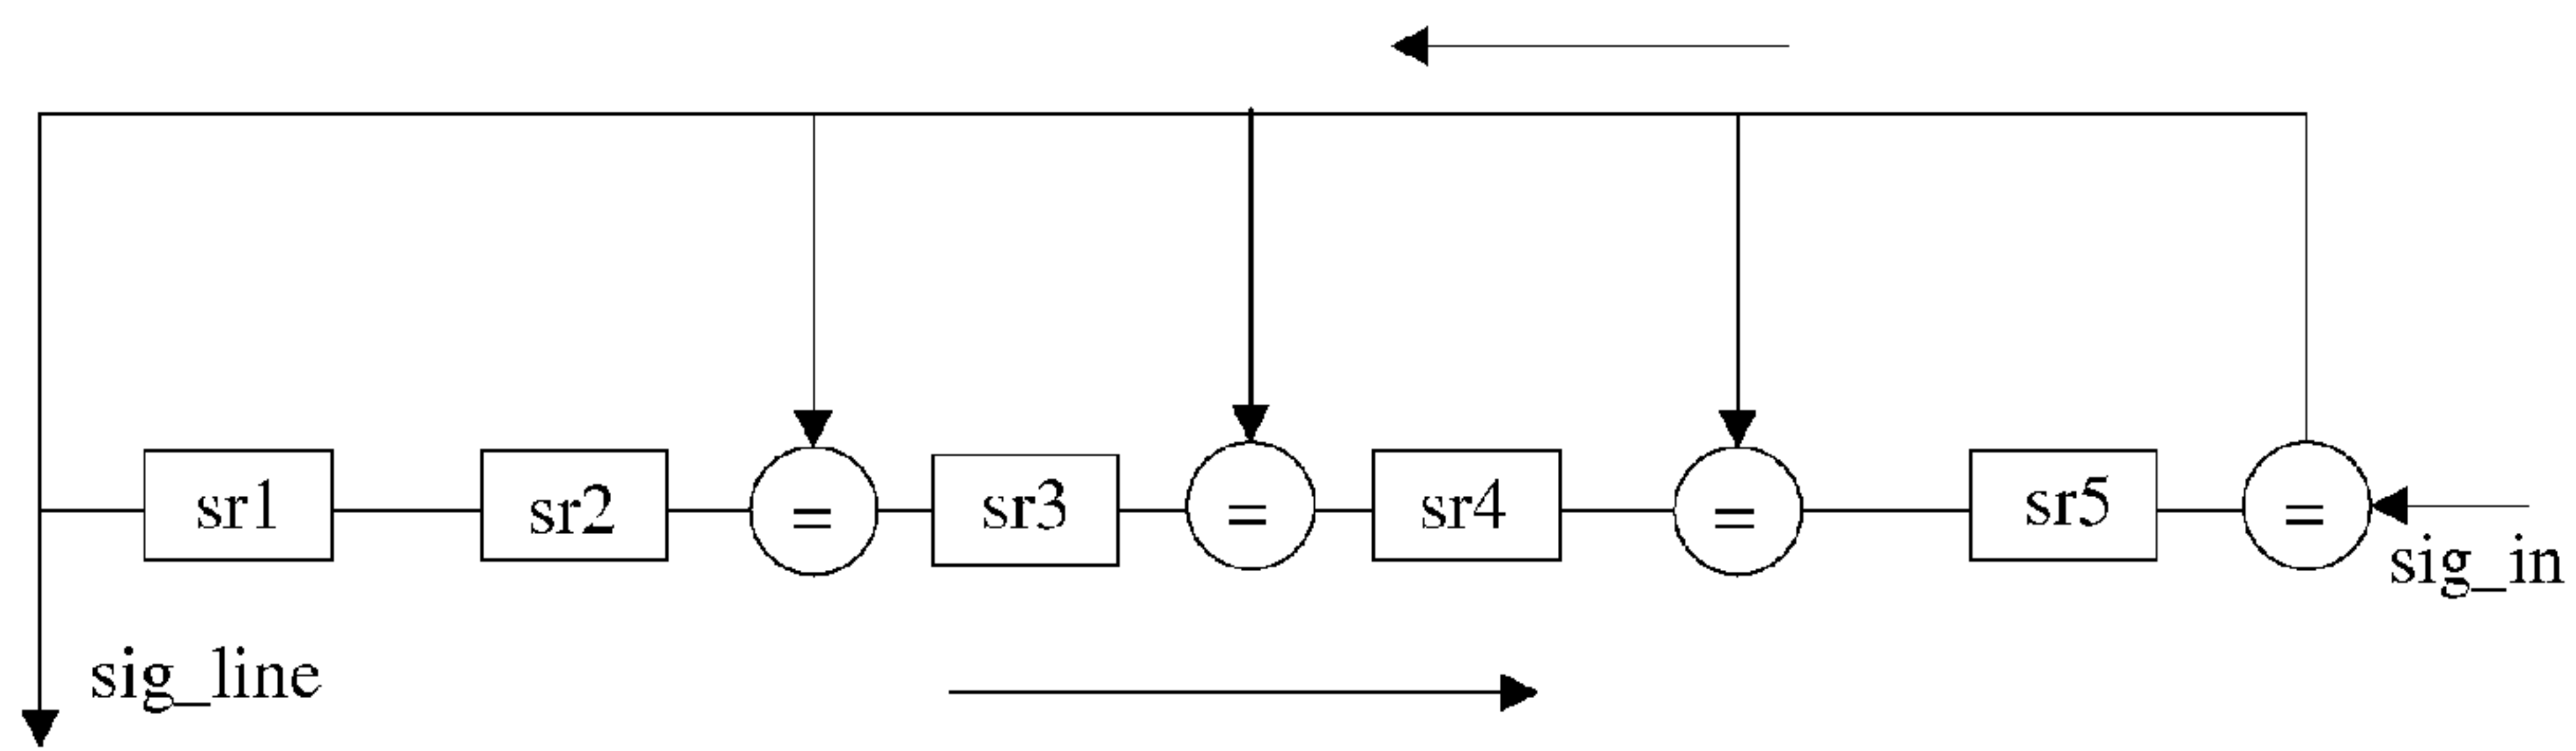 sr1 sr2 = sr3 = sr4 = sr5 =
sig_in
sig_line